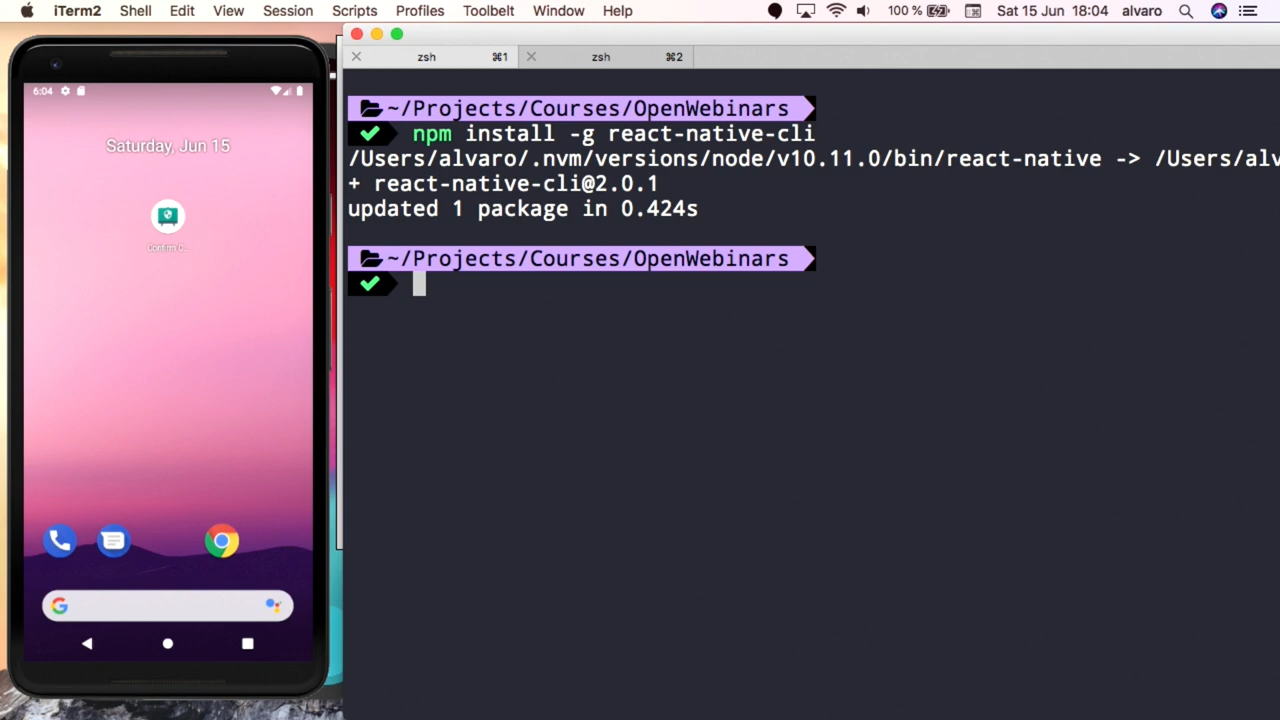 iTerm2 Shell Edit View Session Scripts Profiles Toolbelt Window Help 100 % Sat 15 Jun 18:04 alvaro
zsh ⌘1 zsh ⌘2
6:04
Saturday, Jun 15
~/Projects/Courses/OpenWebinars
npm install -g react-native-cli
/Users/alvaro/.nvm/versions/node/v10.11.0/bin/react-native -> /Users/alv
+ react-native-cli@2.0.1
updated 1 package in 0.424s
~/Projects/Courses/OpenWebinars